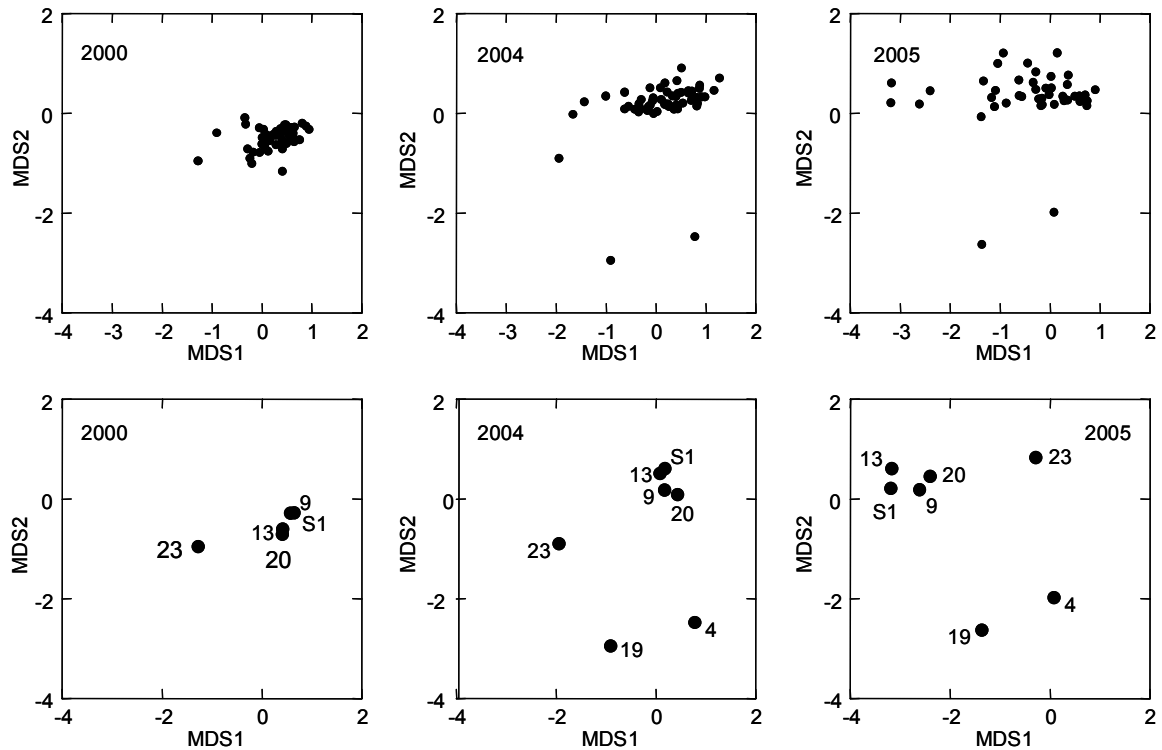 2 2 2
2000 2004 2005
0 0 0
MDS2 MDS2 MDS2
-2 -2 -2
-4 -4 -4
-4 -3 -2 -1 0 1 2 -4 -3 -2 -1 0 1 2 -4 -3 -2 -1 0 1 2
MDS1 MDS1 MDS1
2 2 2
2000 2004 2005
S1 13 23
13 20
0 9 0 9 0 S1 9
S1 20
13
23 20 23
MDS2 MDS2 MDS2
-2 -2 -2
4 4
19 19
-4 -4 -4
-4 -2 0 2 -4 -2 0 2 -4 -2 0 2
MDS1 MDS1 MDS1